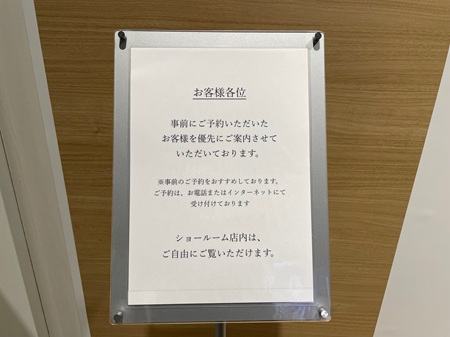 お客様各位
事前にご予約いただいた
お客様を優先にご案内させて
いただいております。
※事前のご予約をおすすめしております。
ご予約は、お電話またはインターネットにて
受け付けております
ショールーム店内は、
ご自由にご覧いただけます。